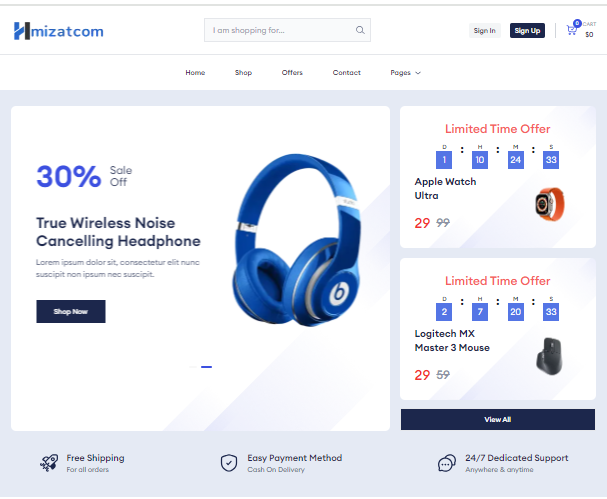 Hmizatcom
I am shopping for...
Sign In
Sign Up
0
CART
$0
Home
Shop
Offers
Contact
Pages
30% Sale
Off
True Wireless Noise
Cancelling Headphone
Lorem ipsum dolor sit, consectetur elit nunc
suscipit non ipsum nec suscipit.
Shop Now
b
Limited Time Offer
D : H : M : S
1 10 24 33
Apple Watch
Ultra
29 99
Limited Time Offer
D : H : M : S
2 7 20 33
Logitech MX
Master 3 Mouse
29 59
View All
Free Shipping
For all orders
Easy Payment Method
Cash On Delivery
24/7 Dedicated Support
Anywhere & anytime